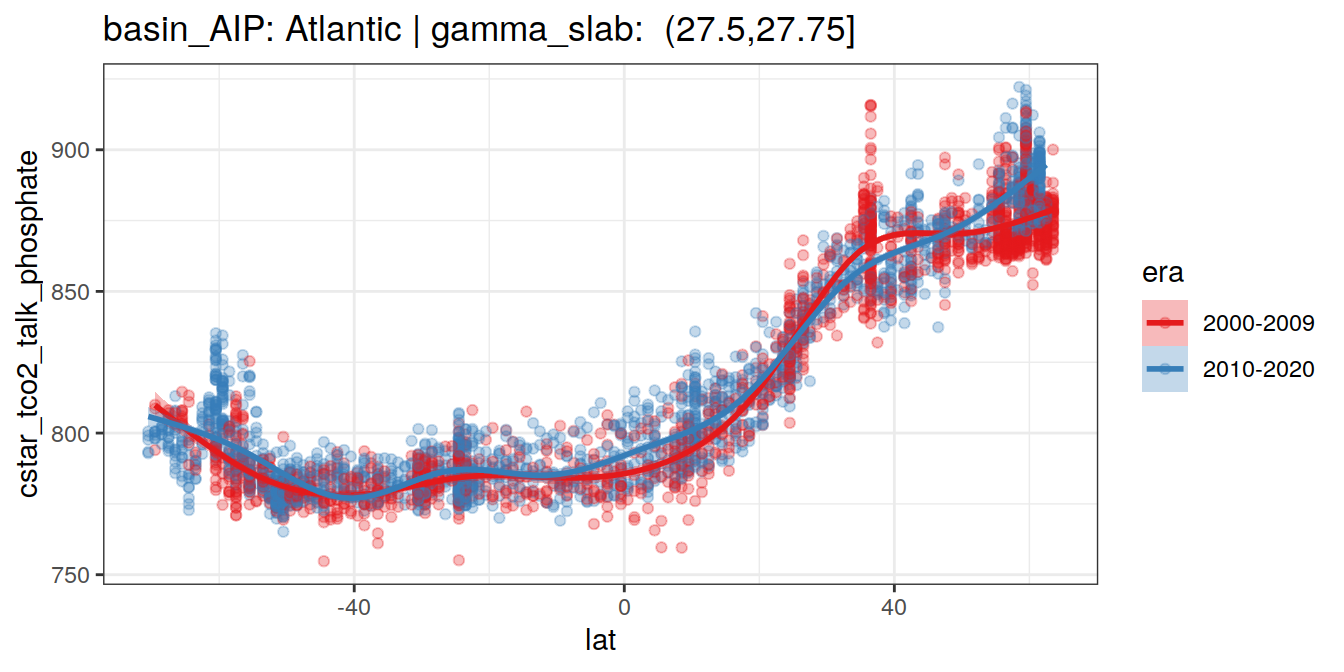 basin_AIP: Atlantic | gamma_slab:  (27.5,27.75]
cstar_tco2_talk_phosphate
900
850
800
750
-40
0
40
lat
era
2000-2009
2010-2020